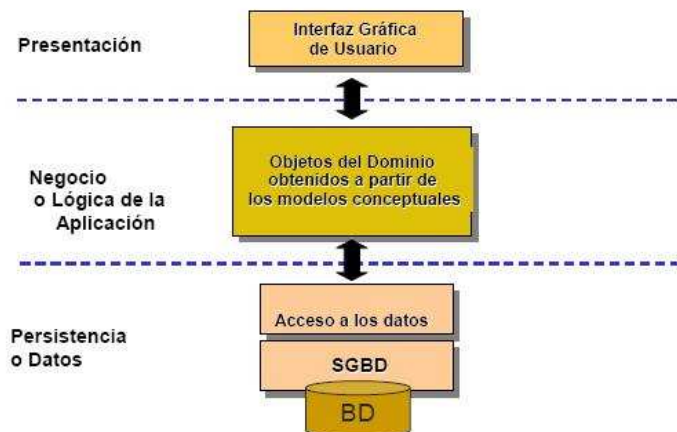 Presentación
Interfaz Gráfica
de Usuario
Negocio
o Lógica de la
Aplicación
Objetos del Dominio
obtenidos a partir de
los modelos conceptuales
Persistencia
o Datos
Acceso a los datos
SGBD
BD